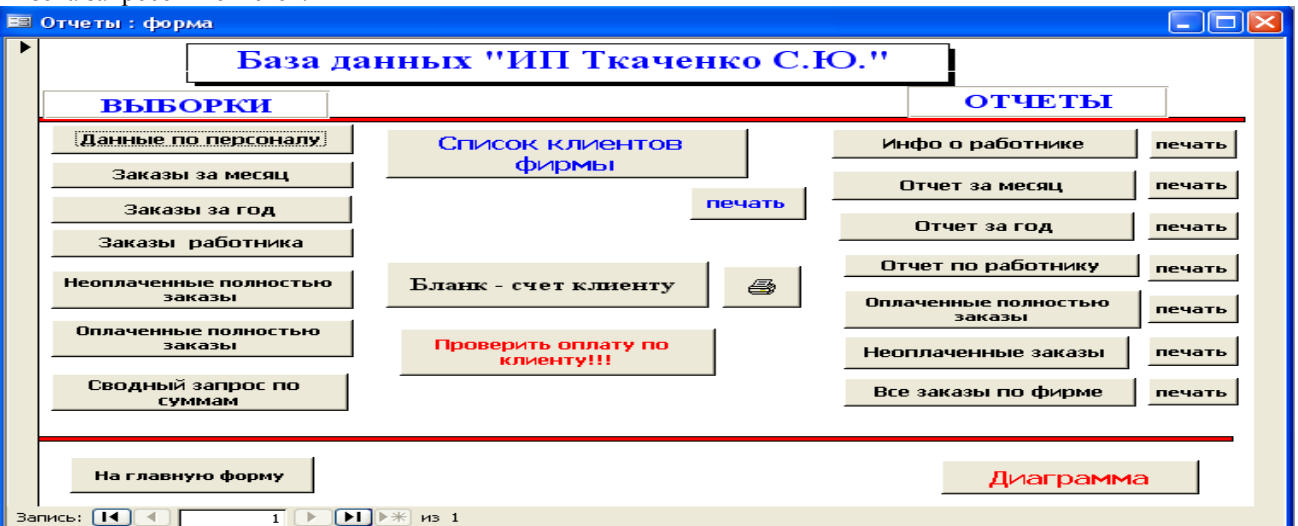 Отчеты : форма
База данных "ИП Ткаченко С.Ю."
ВЫБОРКИ
ОТЧЕТЫ
Данные по персоналу
Заказы за месяц
Заказы за год
Заказы работника
Неоплаченные полностью
заказы
Оплаченные полностью
заказы
Сводный запрос по
суммам
Список клиентов
фирмы
печать
Бланк - счет клиенту
Проверить оплату по
клиенту!!!
Инфо о работнике
печать
Отчет за месяц
печать
Отчет за год
печать
Отчет по работнику
печать
Оплаченные полностью
заказы
печать
Неоплаченные заказы
печать
Все заказы по фирме
печать
На главную форму
Диаграмма
Запись: 1 из 1